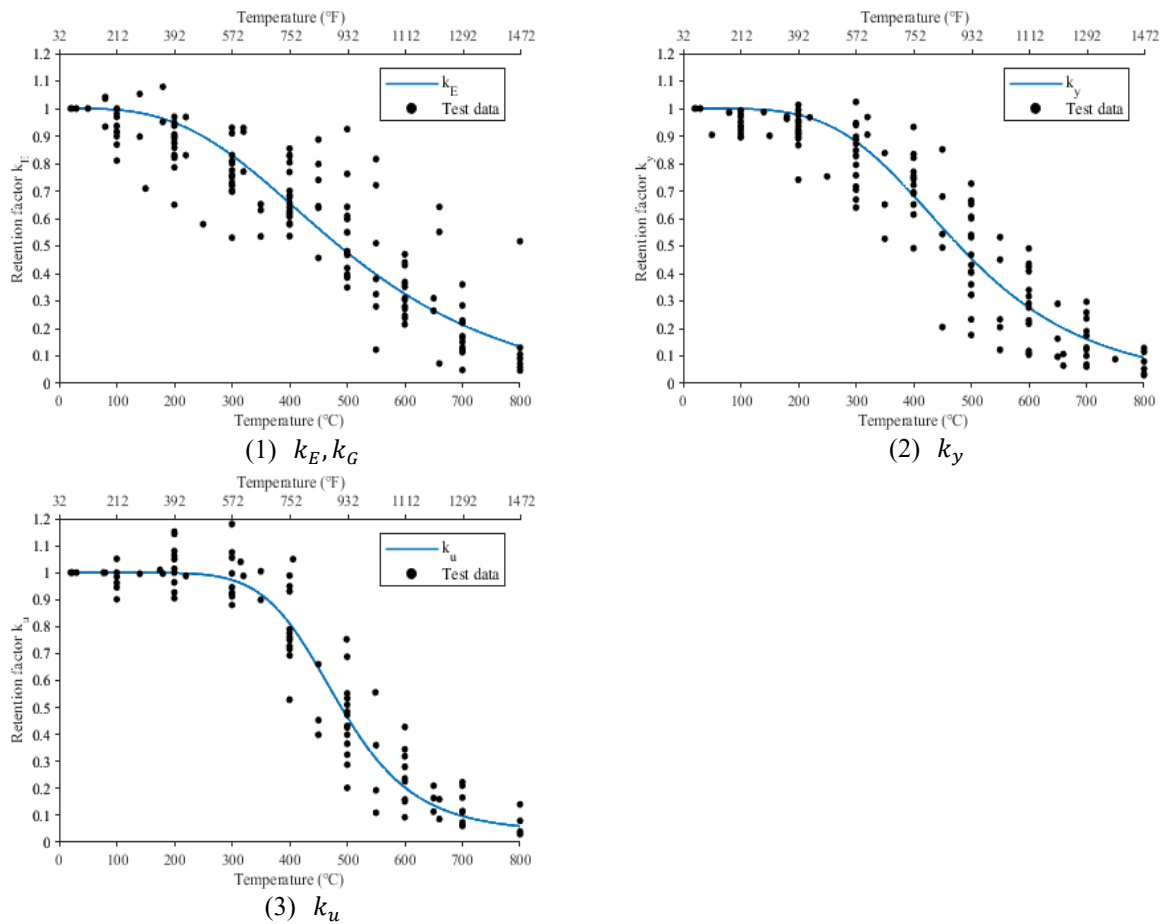 Temperature (°F)
32 212 392 572 752 932 1112 1292 1472
1.2
1.1
1
0.9
0.8
0.7
0.6
0.5
0.4
0.3
0.2
0.1
0
Retention factor k_E
k_E
Test data
0 100 200 300 400 500 600 700 800
Temperature (°C)
(1) k_E, k_G
Temperature (°F)
32 212 392 572 752 932 1112 1292 1472
1.2
1.1
1
0.9
0.8
0.7
0.6
0.5
0.4
0.3
0.2
0.1
0
Retention factor k_y
k_y
Test data
0 100 200 300 400 500 600 700 800
Temperature (°C)
(2) k_y
Temperature (°F)
32 212 392 572 752 932 1112 1292 1472
1.2
1.1
1
0.9
0.8
0.7
0.6
0.5
0.4
0.3
0.2
0.1
0
Retention factor k_u
k_u
Test data
0 100 200 300 400 500 600 700 800
Temperature (°C)
(3) k_u